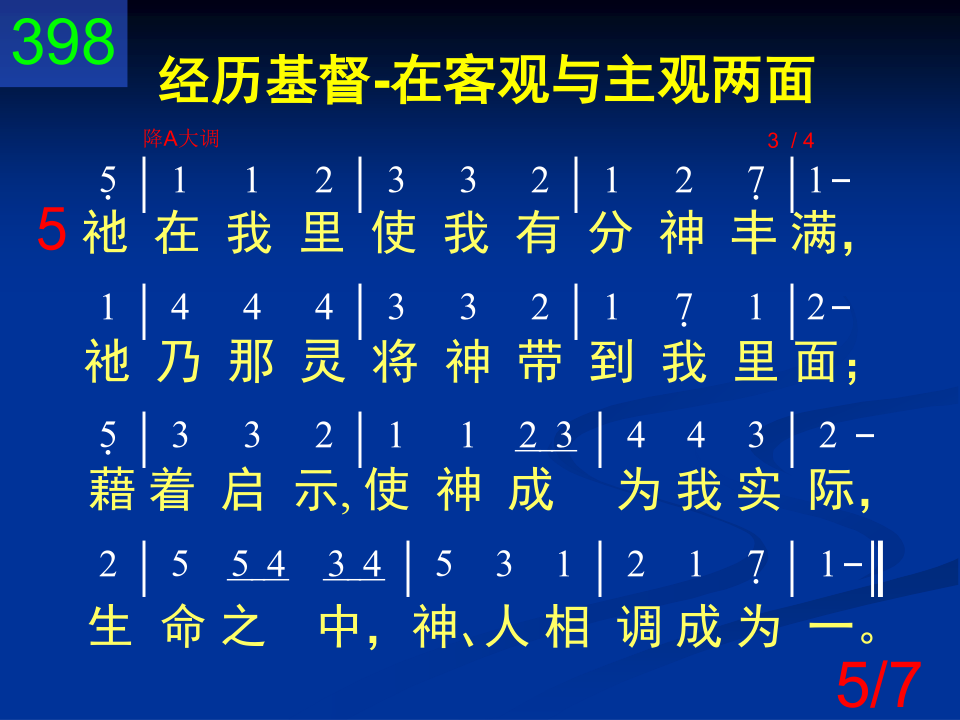 398
经历基督-在客观与主观两面
降A大调 3 / 4
5̣ | 1 1 2 | 3 3 2 | 1 2 7̣ | 1 -
5 祂 在 我 里 使 我 有 分 神 丰 满，
1 | 4 4 4 | 3 3 2 | 1 7̣ 1 | 2 -
祂 乃 那 灵 将 神 带 到 我 里 面；
5̣ | 3 3 2 | 1 1 2 3 | 4 4 3 | 2 -
藉 着 启 示, 使 神 成 为 我 实 际，
2 | 5 5 4 3 4 | 5 3 1 | 2 1 7̣ | 1 - ‖
生 命 之 中，神、人 相 调 成 为 一。
5/7